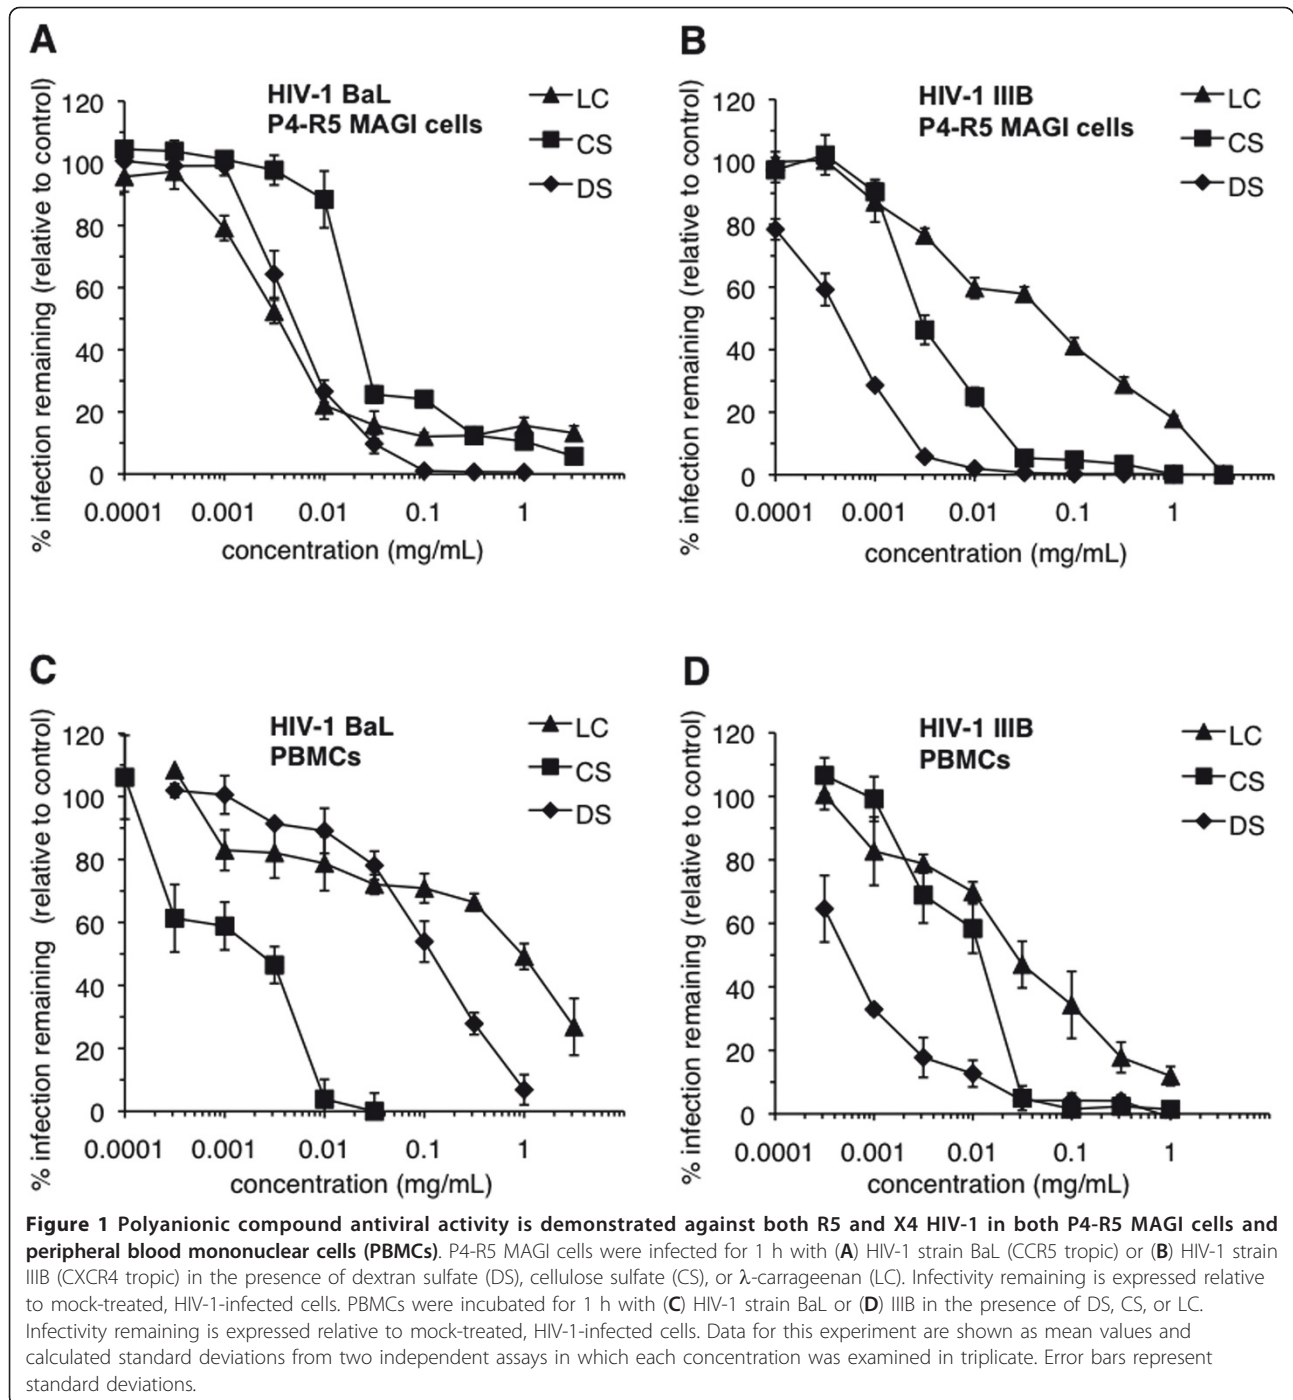 A
HIV-1 BaL
P4-R5 MAGI cells
LC
CS
DS
% infection remaining (relative to control)
120
100
80
60
40
20
0
0.0001 0.001 0.01 0.1 1
concentration (mg/mL)
B
HIV-1 IIIB
P4-R5 MAGI cells
LC
CS
DS
% infection remaining (relative to control)
120
100
80
60
40
20
0
0.0001 0.001 0.01 0.1 1
concentration (mg/mL)
C
HIV-1 BaL
PBMCs
LC
CS
DS
% infection remaining (relative to control)
120
100
80
60
40
20
0
0.0001 0.001 0.01 0.1 1
concentration (mg/mL)
D
HIV-1 IIIB
PBMCs
LC
CS
DS
% infection remaining (relative to control)
120
100
80
60
40
20
0
0.0001 0.001 0.01 0.1 1
concentration (mg/mL)
Figure 1 Polyanionic compound antiviral activity is demonstrated against both R5 and X4 HIV-1 in both P4-R5 MAGI cells and
peripheral blood mononuclear cells (PBMCs). P4-R5 MAGI cells were infected for 1 h with (A) HIV-1 strain BaL (CCR5 tropic) or (B) HIV-1 strain
IIIB (CXCR4 tropic) in the presence of dextran sulfate (DS), cellulose sulfate (CS), or λ-carrageenan (LC). Infectivity remaining is expressed relative
to mock-treated, HIV-1-infected cells. PBMCs were incubated for 1 h with (C) HIV-1 strain BaL or (D) IIIB in the presence of DS, CS, or LC.
Infectivity remaining is expressed relative to mock-treated, HIV-1-infected cells. Data for this experiment are shown as mean values and
calculated standard deviations from two independent assays in which each concentration was examined in triplicate. Error bars represent
standard deviations.